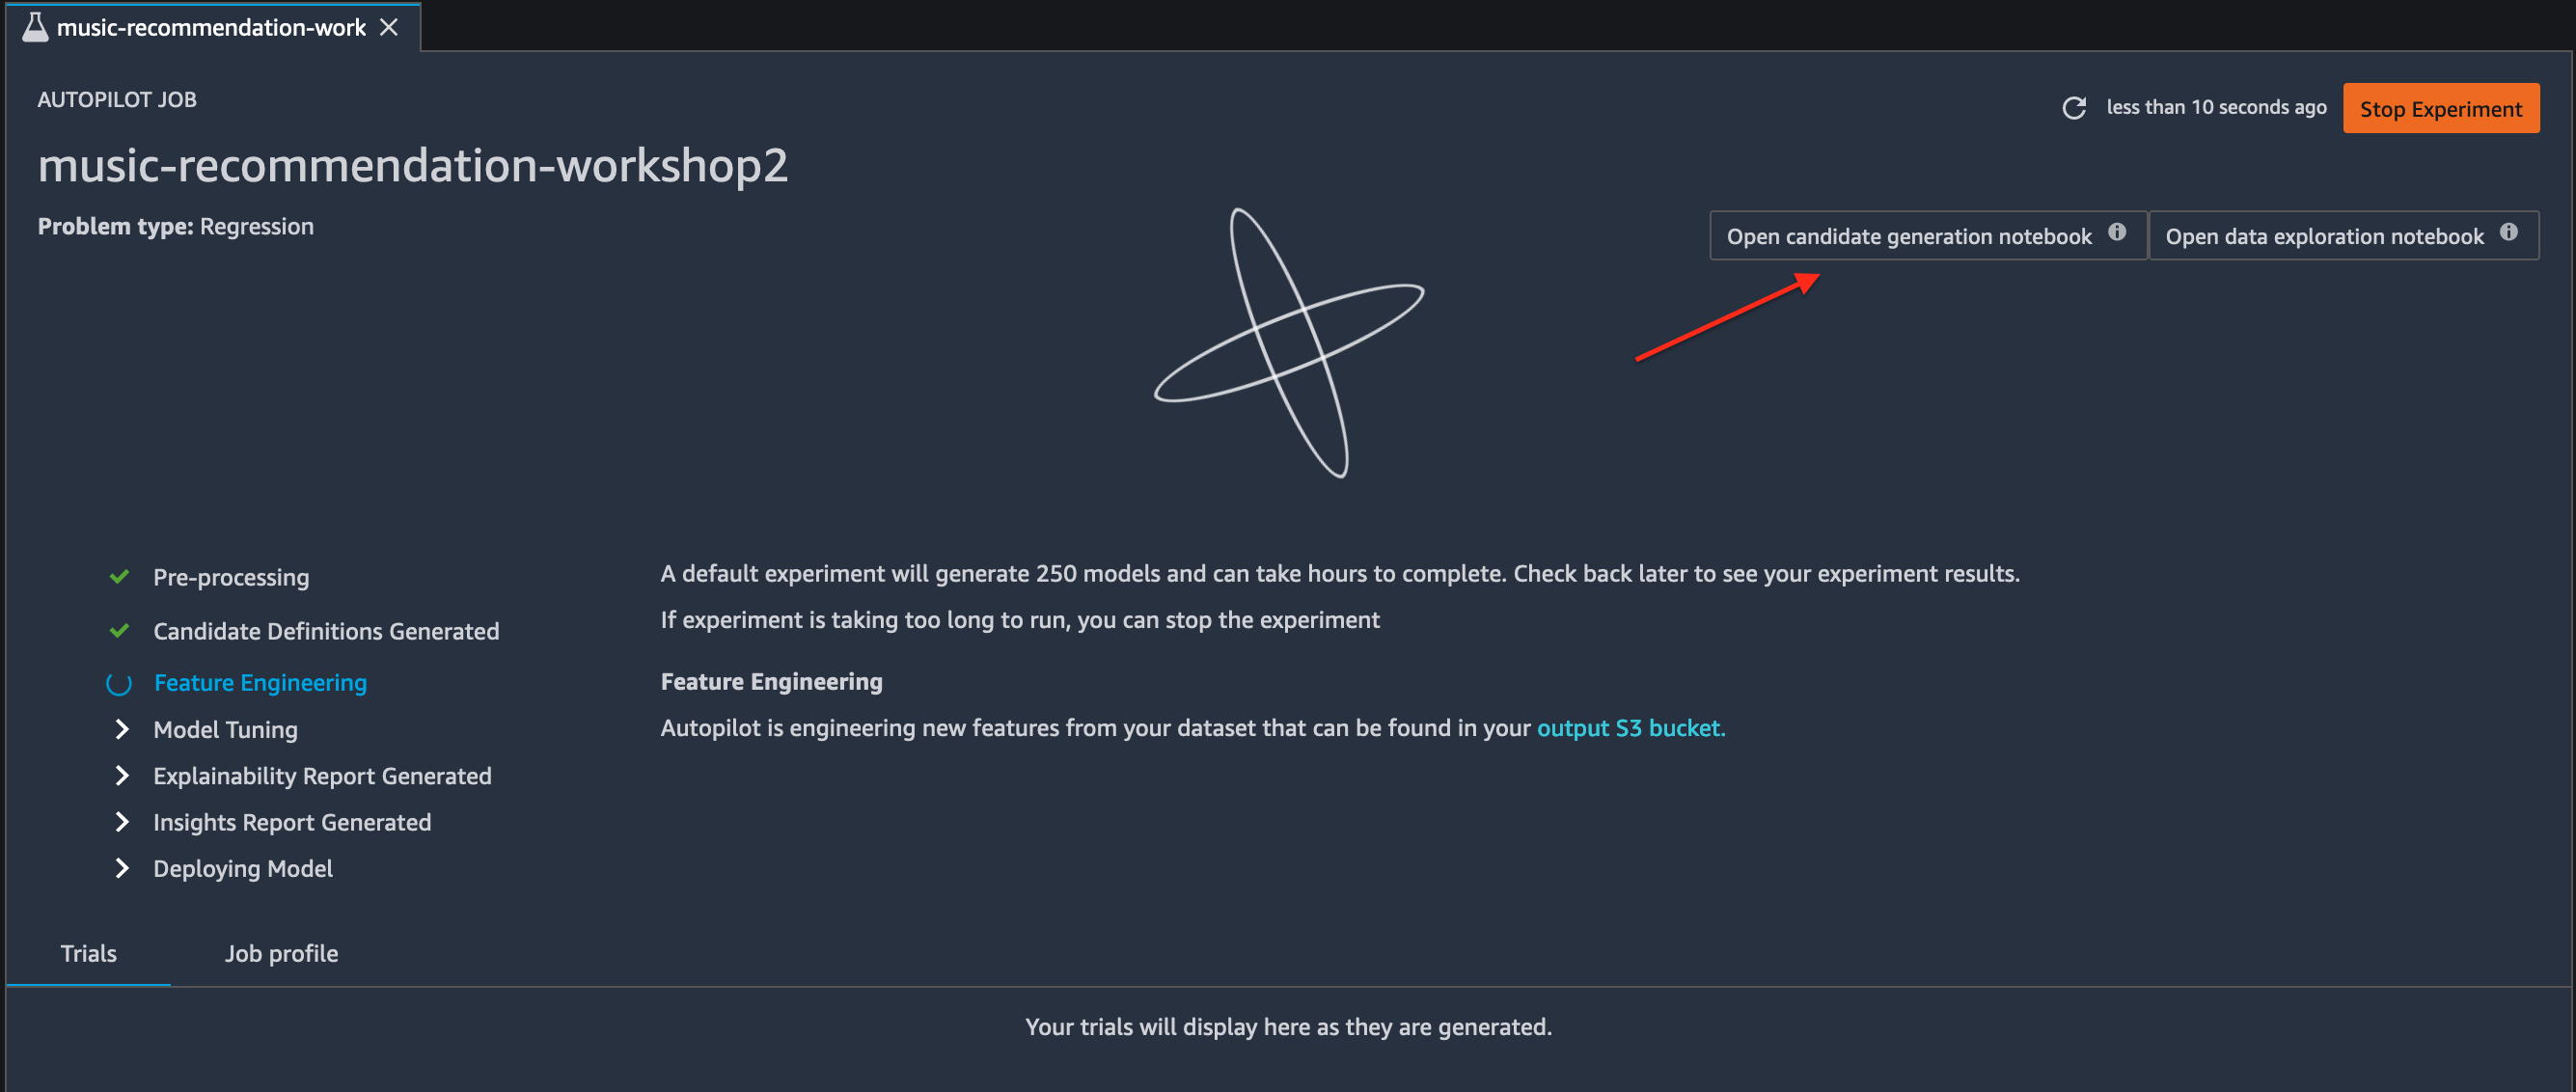 music-recommendation-work
AUTOPILOT JOB
less than 10 seconds ago
Stop Experiment
music-recommendation-workshop2
Problem type: Regression
Open candidate generation notebook
Open data exploration notebook
Pre-processing
Candidate Definitions Generated
Feature Engineering
Model Tuning
Explainability Report Generated
Insights Report Generated
Deploying Model
A default experiment will generate 250 models and can take hours to complete. Check back later to see your experiment results.
If experiment is taking too long to run, you can stop the experiment
Feature Engineering
Autopilot is engineering new features from your dataset that can be found in your output S3 bucket.
Trials
Job profile
Your trials will display here as they are generated.